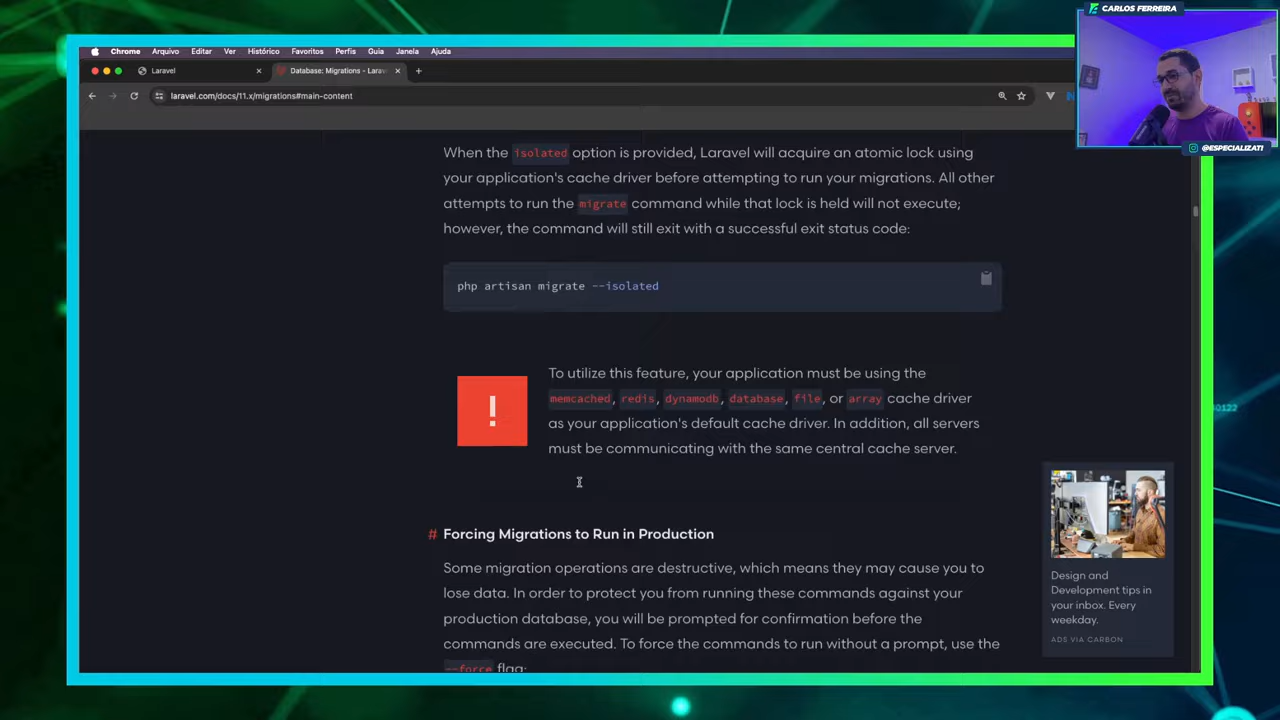 CARLOS FERREIRA
Chrome Arquivo Editar Ver Histórico Favoritos Perfis Guia Janela Ajuda
Laravel
Database: Migrations - Larav
laravel.com/docs/11.x/migrations#main-content
@ESPECIALIZATI
When the isolated option is provided, Laravel will acquire an atomic lock using
your application's cache driver before attempting to run your migrations. All other
attempts to run the migrate command while that lock is held will not execute;
however, the command will still exit with a successful exit status code:
php artisan migrate --isolated
!
To utilize this feature, your application must be using the
memcached, redis, dynamodb, database, file, or array cache driver
as your application's default cache driver. In addition, all servers
must be communicating with the same central cache server.
# Forcing Migrations to Run in Production
Some migration operations are destructive, which means they may cause you to
lose data. In order to protect you from running these commands against your
production database, you will be prompted for confirmation before the
commands are executed. To force the commands to run without a prompt, use the
--force flag:
Design and
Development tips in
your inbox. Every
weekday.
ADS VIA CARBON